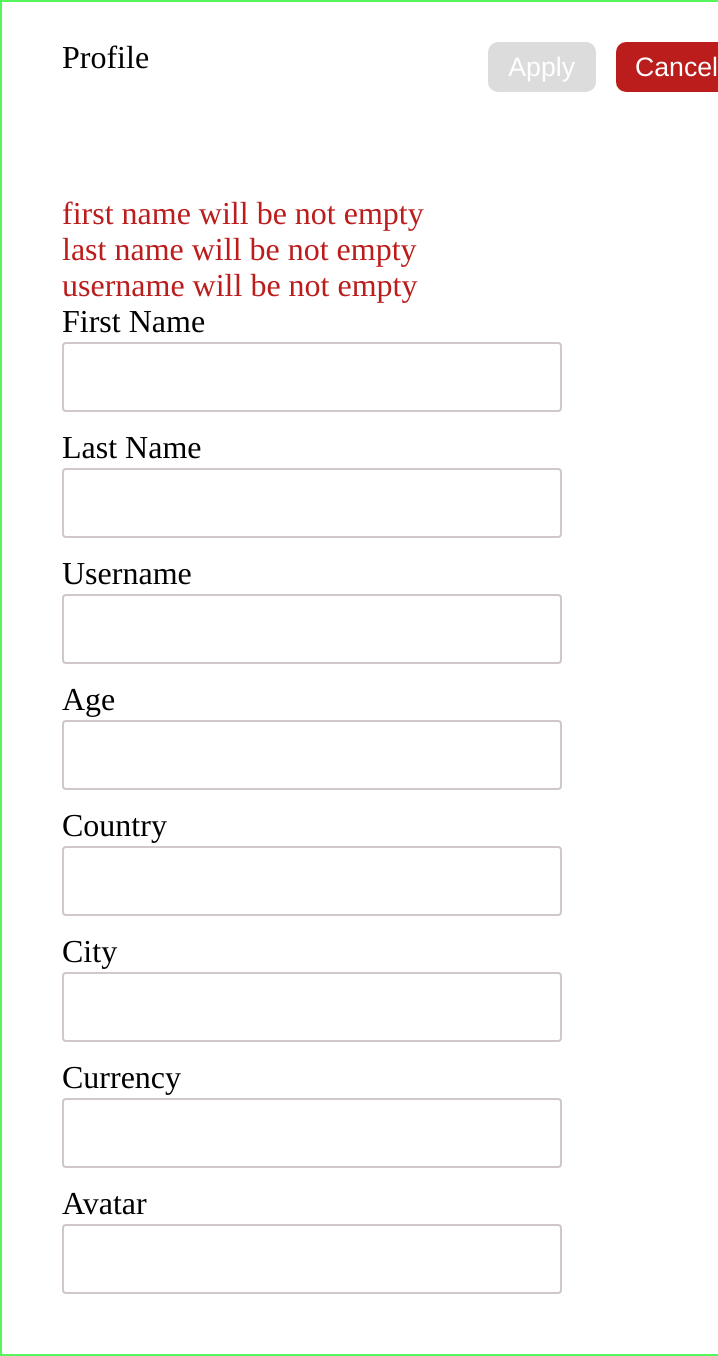 Profile
Apply
Cancel
first name will be not empty
last name will be not empty
username will be not empty
First Name
Last Name
Username
Age
Country
City
Currency
Avatar